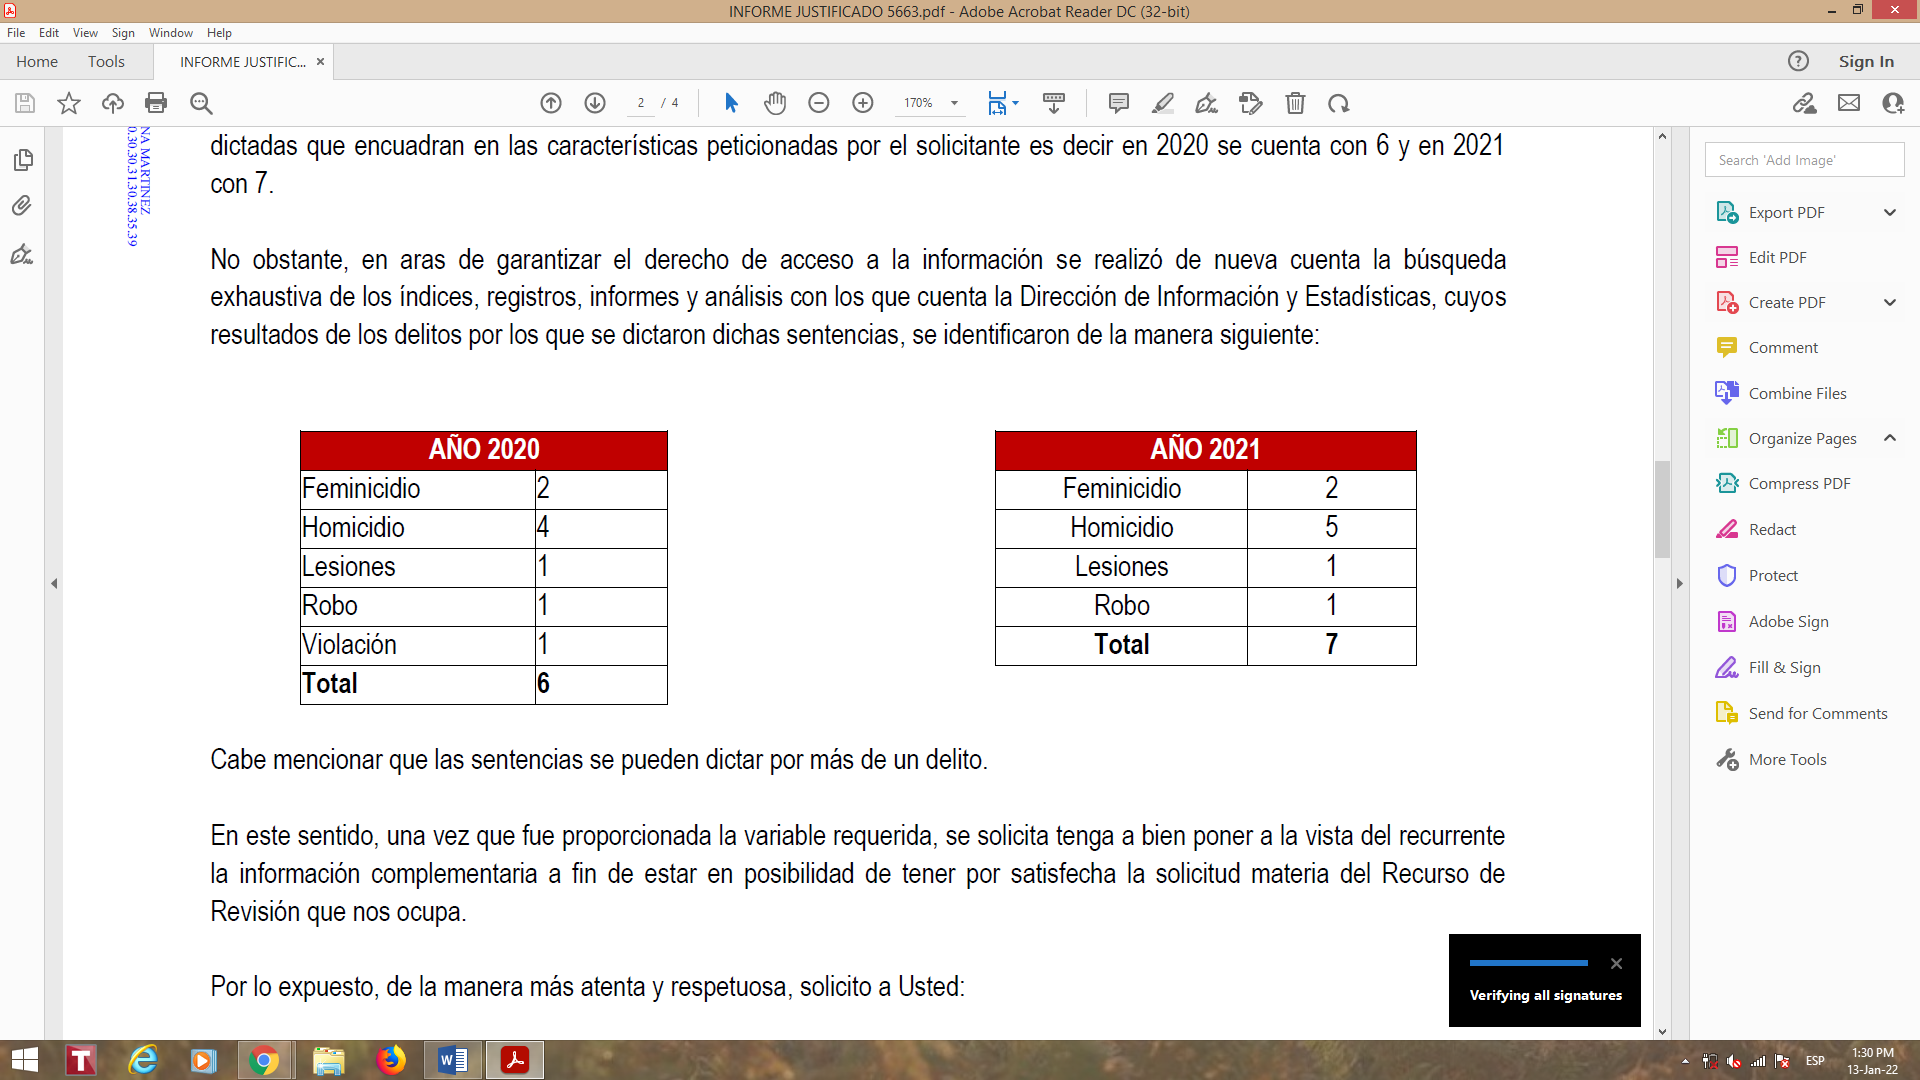 INFORME JUSTIFICADO 5663.pdf - Adobe Acrobat Reader DC (32-bit)
File Edit View Sign Window Help
Home Tools INFORME JUSTIFIC... Sign In
2 / 4 170%
NA MARTINEZ
0.30.30.31.30.38.35.39
dictadas que encuadran en las características peticionadas por el solicitante es decir en 2020 se cuenta con 6 y en 2021
con 7.
No obstante, en aras de garantizar el derecho de acceso a la información se realizó de nueva cuenta la búsqueda
exhaustiva de los índices, registros, informes y análisis con los que cuenta la Dirección de Información y Estadísticas, cuyos
resultados de los delitos por los que se dictaron dichas sentencias, se identificaron de la manera siguiente:
AÑO 2020
Feminicidio 2
Homicidio 4
Lesiones 1
Robo 1
Violación 1
Total 6
AÑO 2021
Feminicidio 2
Homicidio 5
Lesiones 1
Robo 1
Total 7
Cabe mencionar que las sentencias se pueden dictar por más de un delito.
En este sentido, una vez que fue proporcionada la variable requerida, se solicita tenga a bien poner a la vista del recurrente
la información complementaria a fin de estar en posibilidad de tener por satisfecha la solicitud materia del Recurso de
Revisión que nos ocupa.
Por lo expuesto, de la manera más atenta y respetuosa, solicito a Usted:
Search 'Add Image'
Export PDF
Edit PDF
Create PDF
Comment
Combine Files
Organize Pages
Compress PDF
Redact
Protect
Adobe Sign
Fill & Sign
Send for Comments
More Tools
Verifying all signatures
ESP
1:30 PM
13-Jan-22